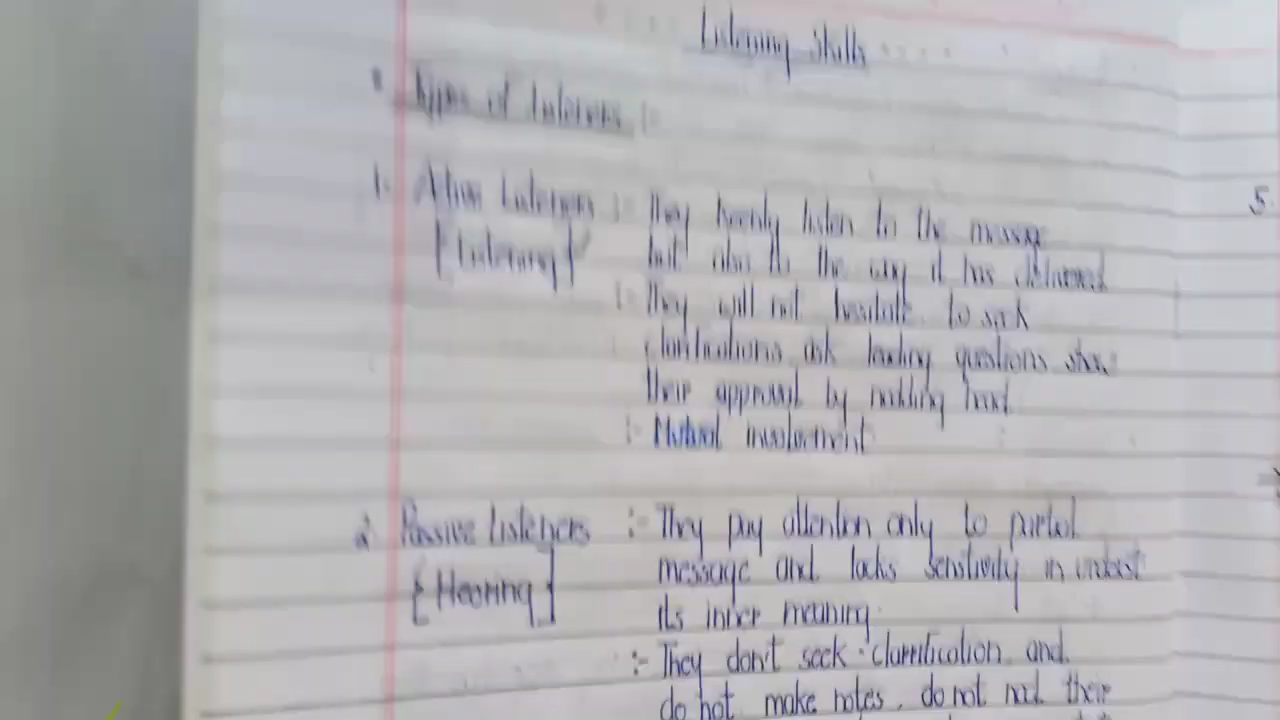 Listening Skills
Types of Listeners :-
1. Active Listeners :- They keenly listen to the message
[Listening] but also to the way it has delivered
:- They will not hesitate to seek
clarifications, ask leading questions show
their approval by nodding head
:- Mutual involvement
2. Passive Listeners :- They pay attention only to partial
[Hearing] message and lacks sensitivity in
its inner meaning.
:- They don't seek clarification and
do not make notes, do not nod their
5